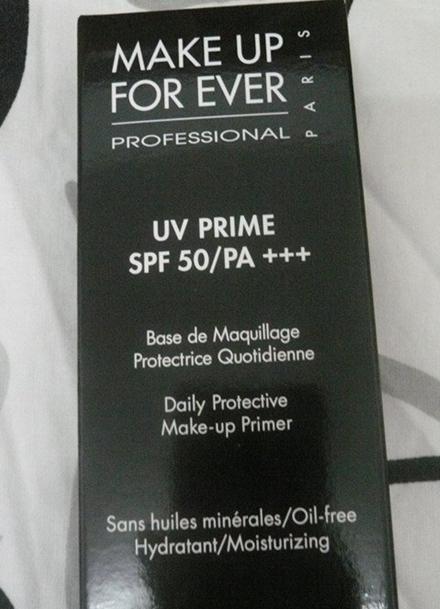 MAKE UP
FOR EVER
PARIS
PROFESSIONAL
UV PRIME
SPF 50/PA +++
Base de Maquillage
Protectrice Quotidienne
Daily Protective
Make-up Primer
Sans huiles minérales/Oil-free
Hydratant/Moisturizing